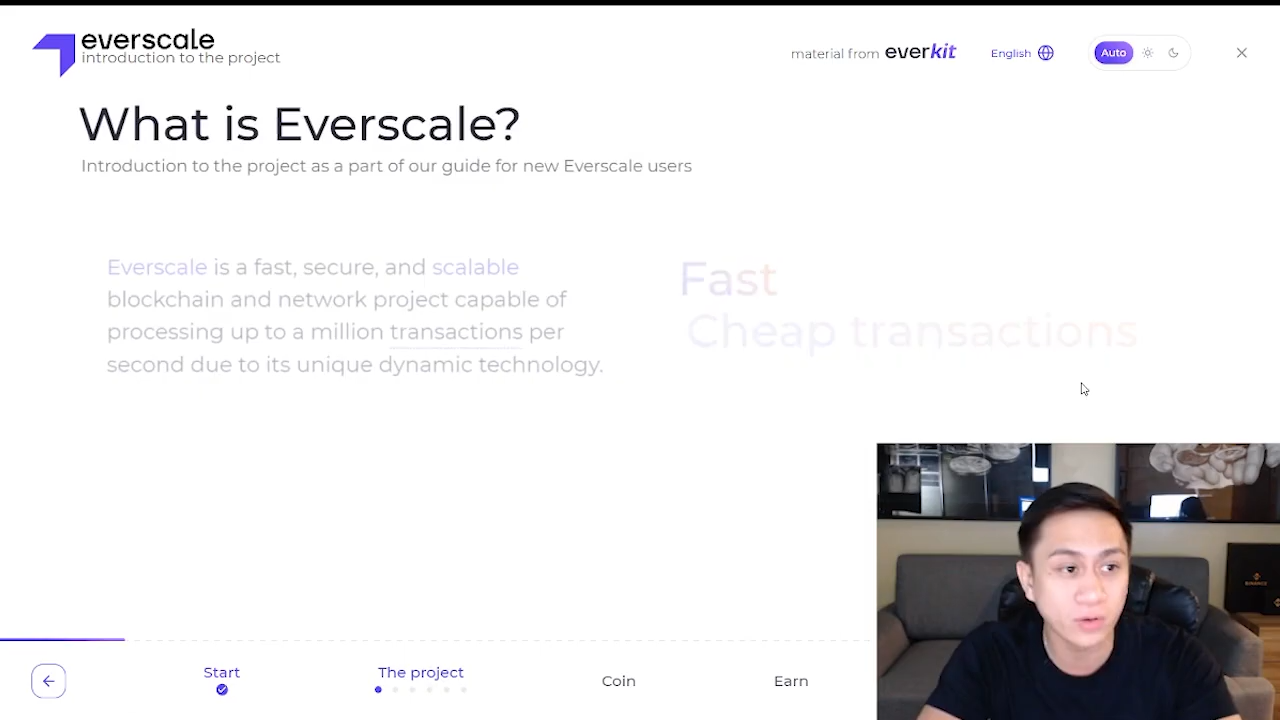 everscale
introduction to the project
material from everkit
English
Auto
What is Everscale?
Introduction to the project as a part of our guide for new Everscale users
Everscale is a fast, secure, and scalable
blockchain and network project capable of
processing up to a million transactions per
second due to its unique dynamic technology.
Fast
Cheap transactions
BINANCE
Start
The project
Coin
Earn